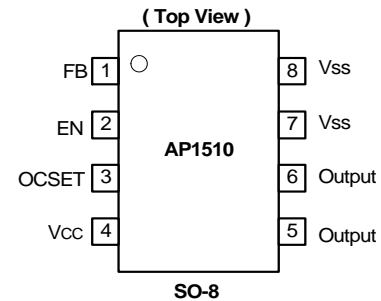 ( Top View )
FB 1 8 Vss
EN 2 7 Vss
AP1510
OCSET 3 6 Output
Vcc 4 5 Output
SO-8